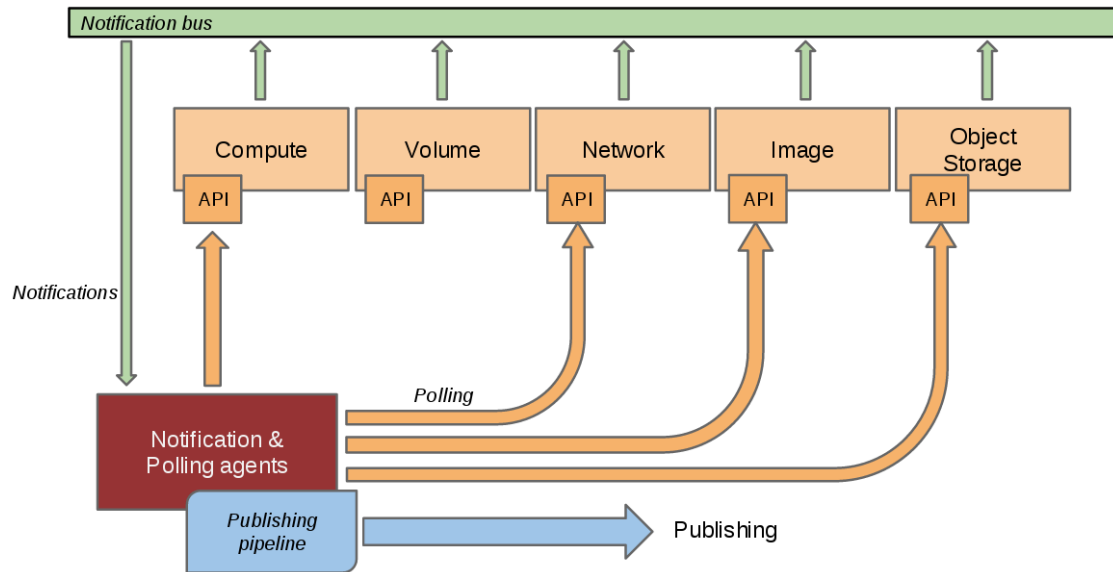 Notification bus
Compute
Volume
Network
Image
Object
Storage
API
API
API
API
API
Notifications
Polling
Notification &
Polling agents
Publishing
pipeline
Publishing